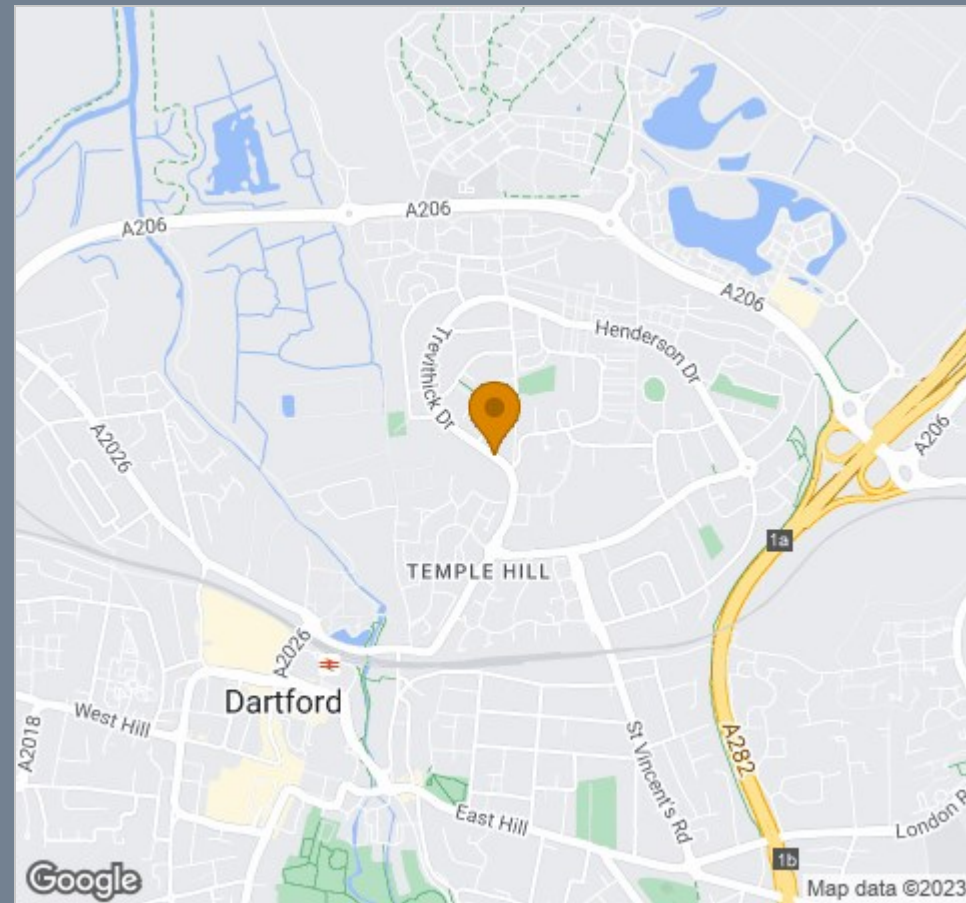 A206
A206
A206
Henderson Dr
Trevithick Dr
A206
A2026
1a
TEMPLE HILL
A2026
Dartford
West Hill
A2018
St Vincent's Rd
A282
East Hill
London R
1b
Google
Map data ©2023